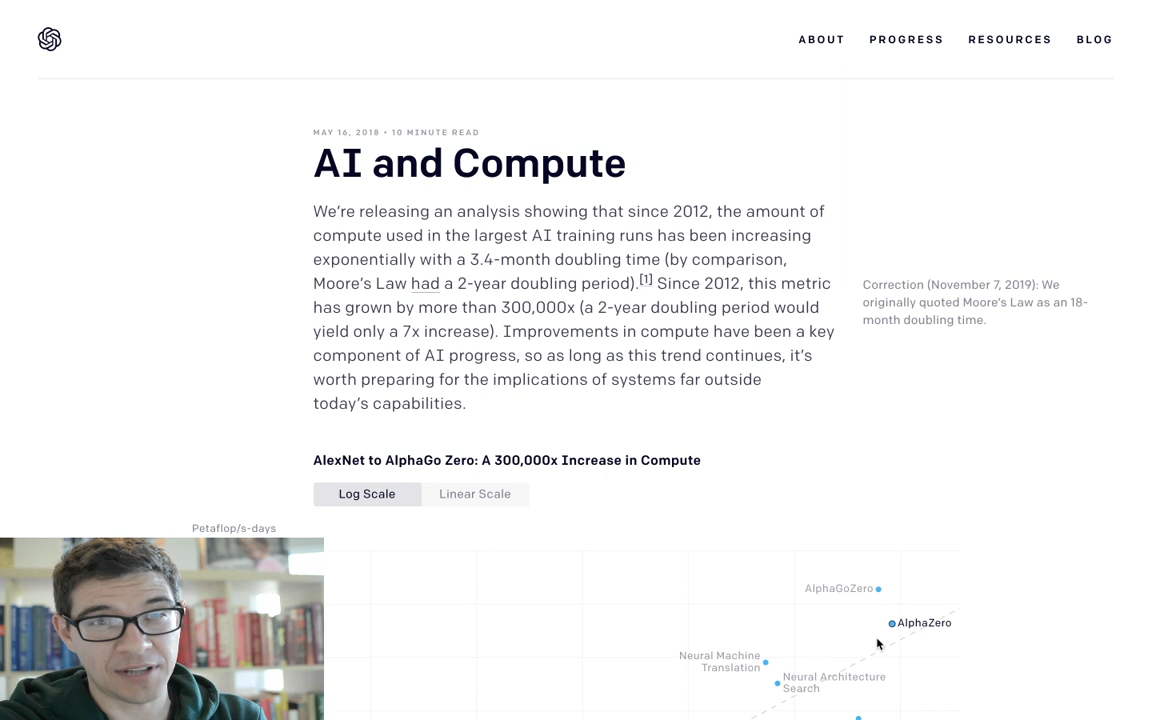 ABOUT PROGRESS RESOURCES BLOG
MAY 16, 2018 • 10 MINUTE READ
AI and Compute
We’re releasing an analysis showing that since 2012, the amount of
compute used in the largest AI training runs has been increasing
exponentially with a 3.4-month doubling time (by comparison,
Moore’s Law had a 2-year doubling period).[1] Since 2012, this metric
has grown by more than 300,000x (a 2-year doubling period would
yield only a 7x increase). Improvements in compute have been a key
component of AI progress, so as long as this trend continues, it’s
worth preparing for the implications of systems far outside
today’s capabilities.
Correction (November 7, 2019): We
originally quoted Moore’s Law as an 18-
month doubling time.
AlexNet to AlphaGo Zero: A 300,000x Increase in Compute
Log Scale Linear Scale
Petaflop/s-days
AlphaGoZero
AlphaZero
Neural Machine
Translation
Neural Architecture
Search